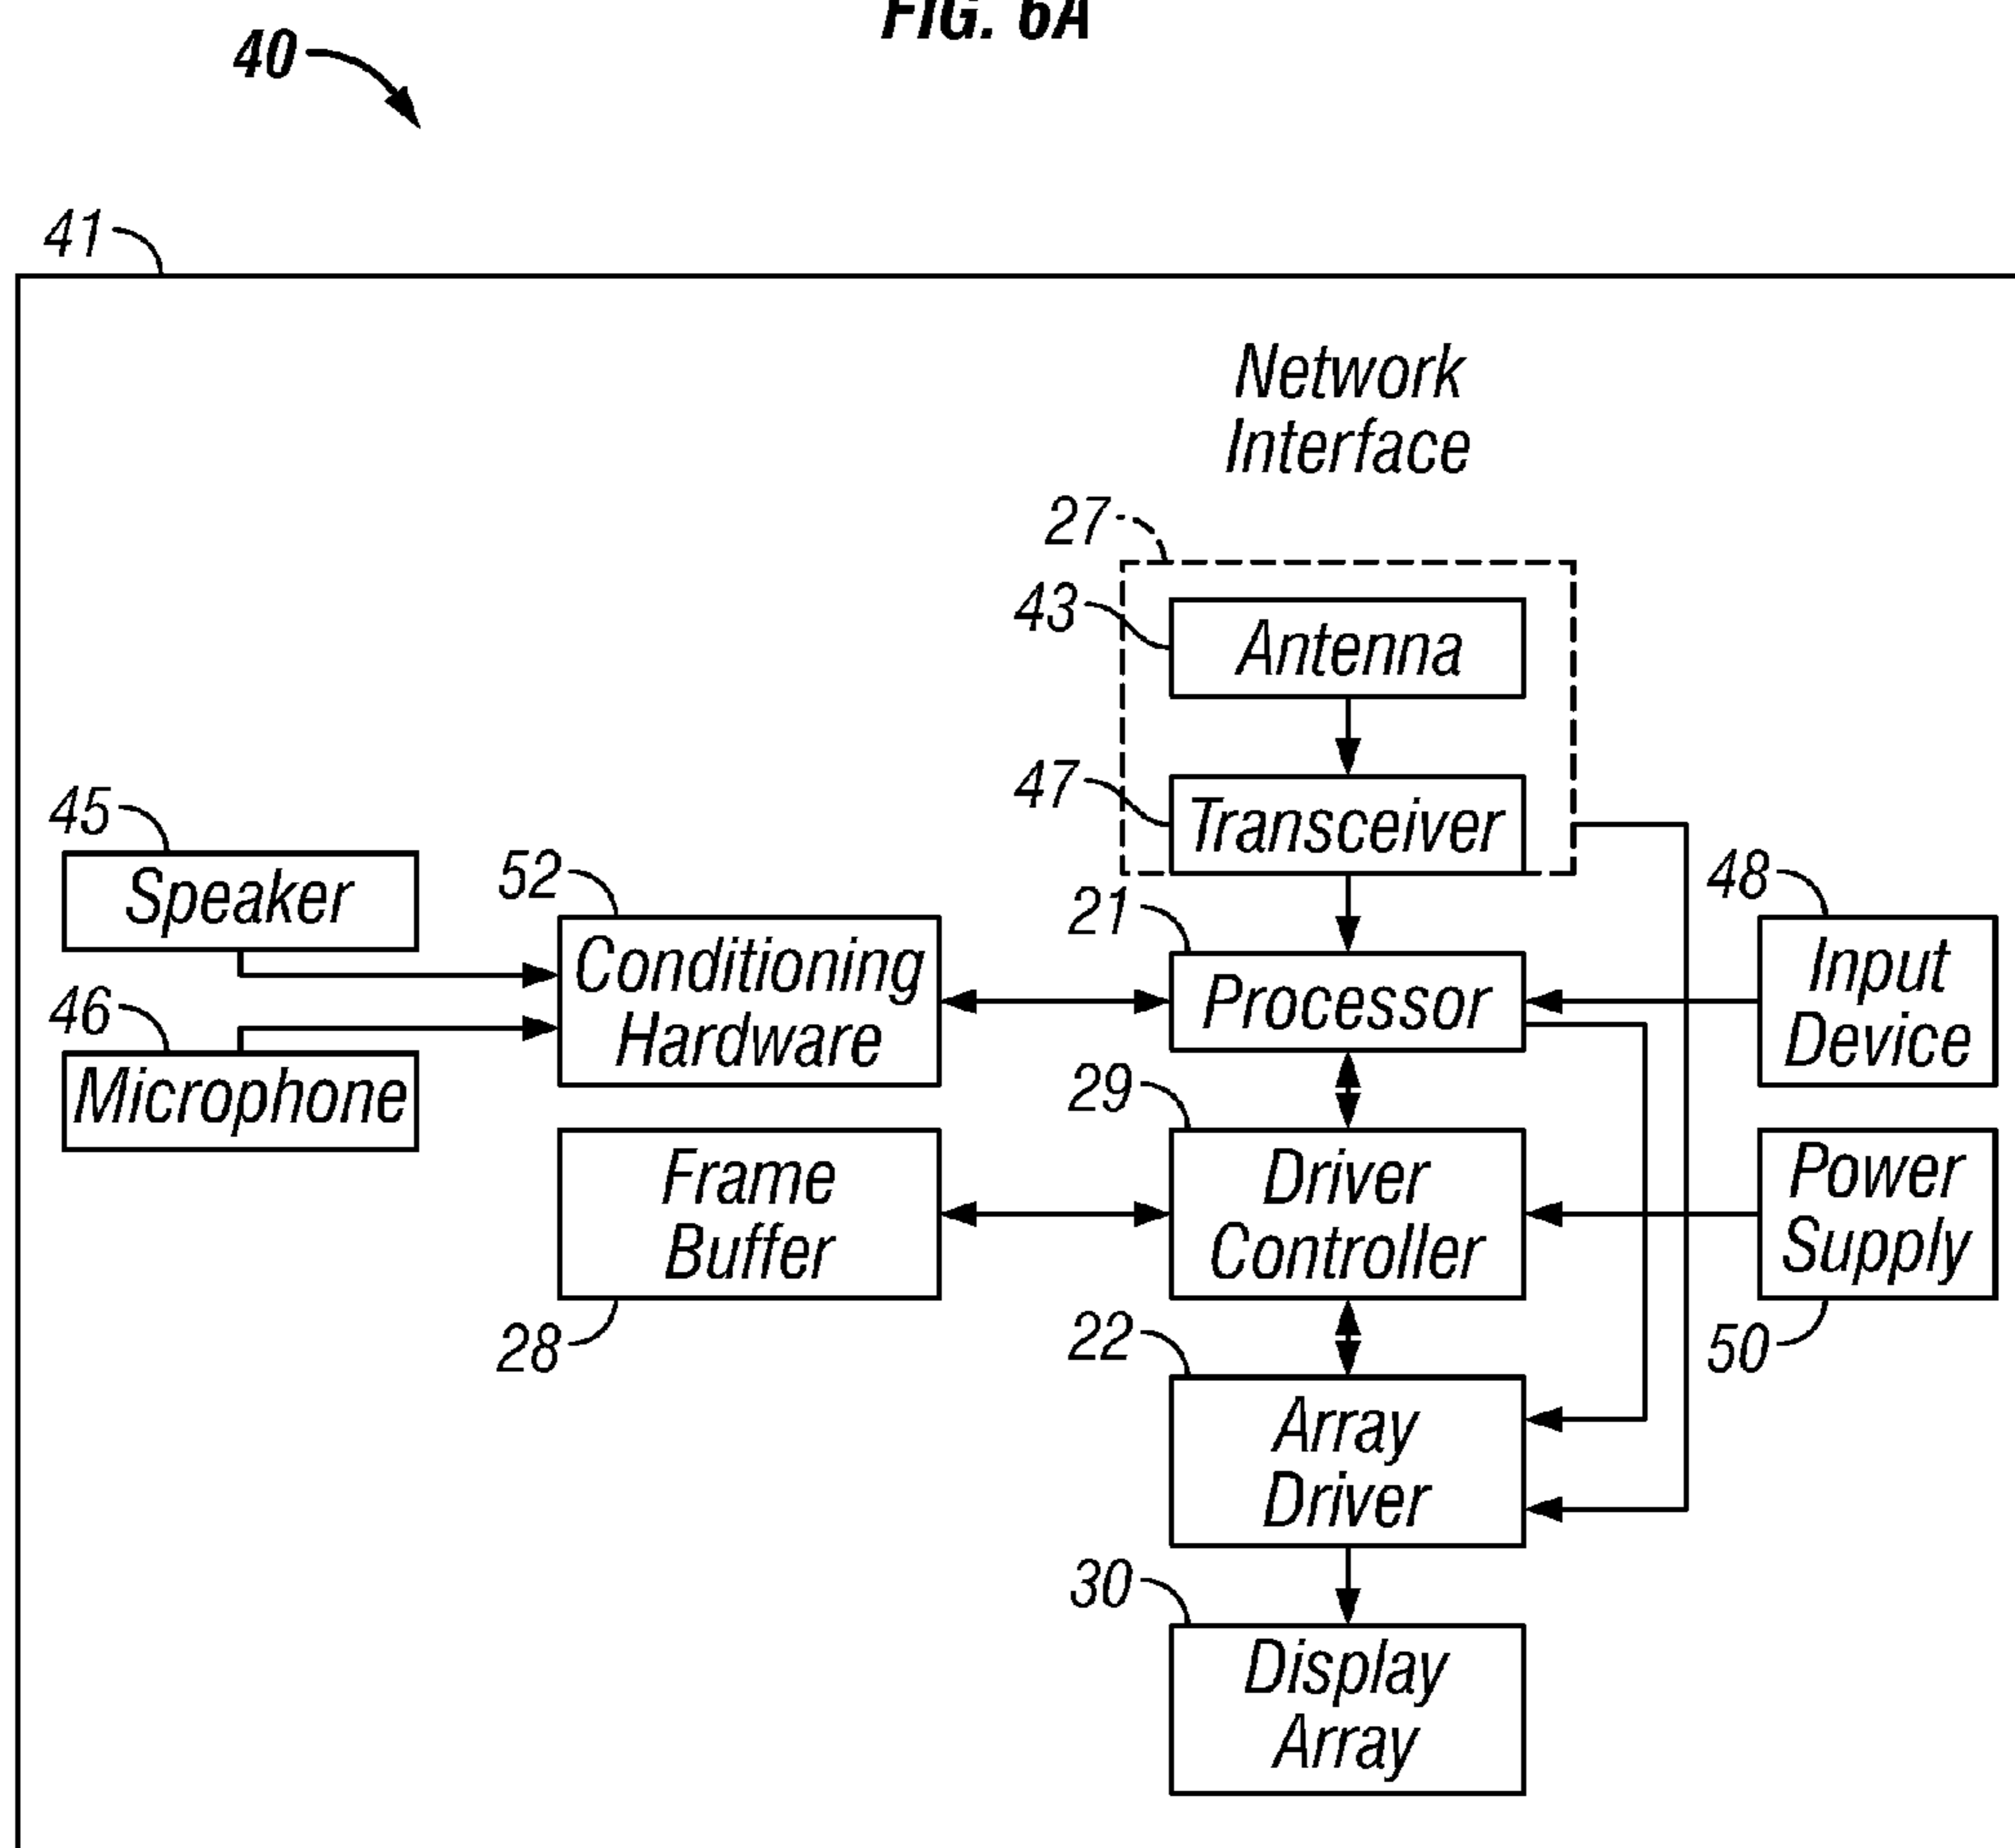 FIG. 6A
40
41
Network
Interface
27
43
Antenna
47
Transceiver
45
Speaker
52
Conditioning
Hardware
21
Processor
48
Input
Device
46
Microphone
29
Driver
Controller
Frame
Buffer
28
Power
Supply
50
22
Array
Driver
30
Display
Array